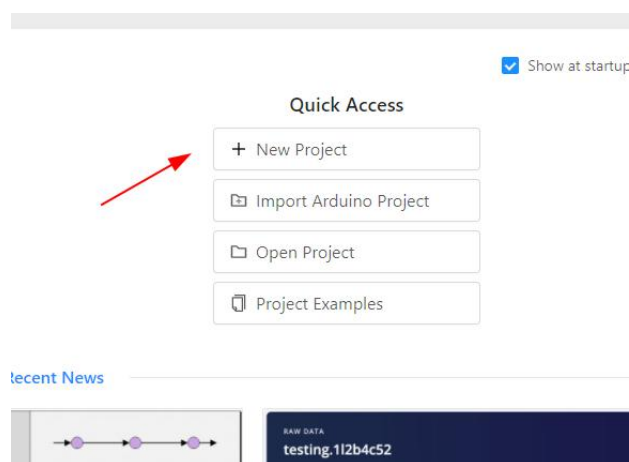 Show at startup
Quick Access
New Project
Import Arduino Project
Open Project
Project Examples
Recent News
RAW DATA
testing.1l2b4c52